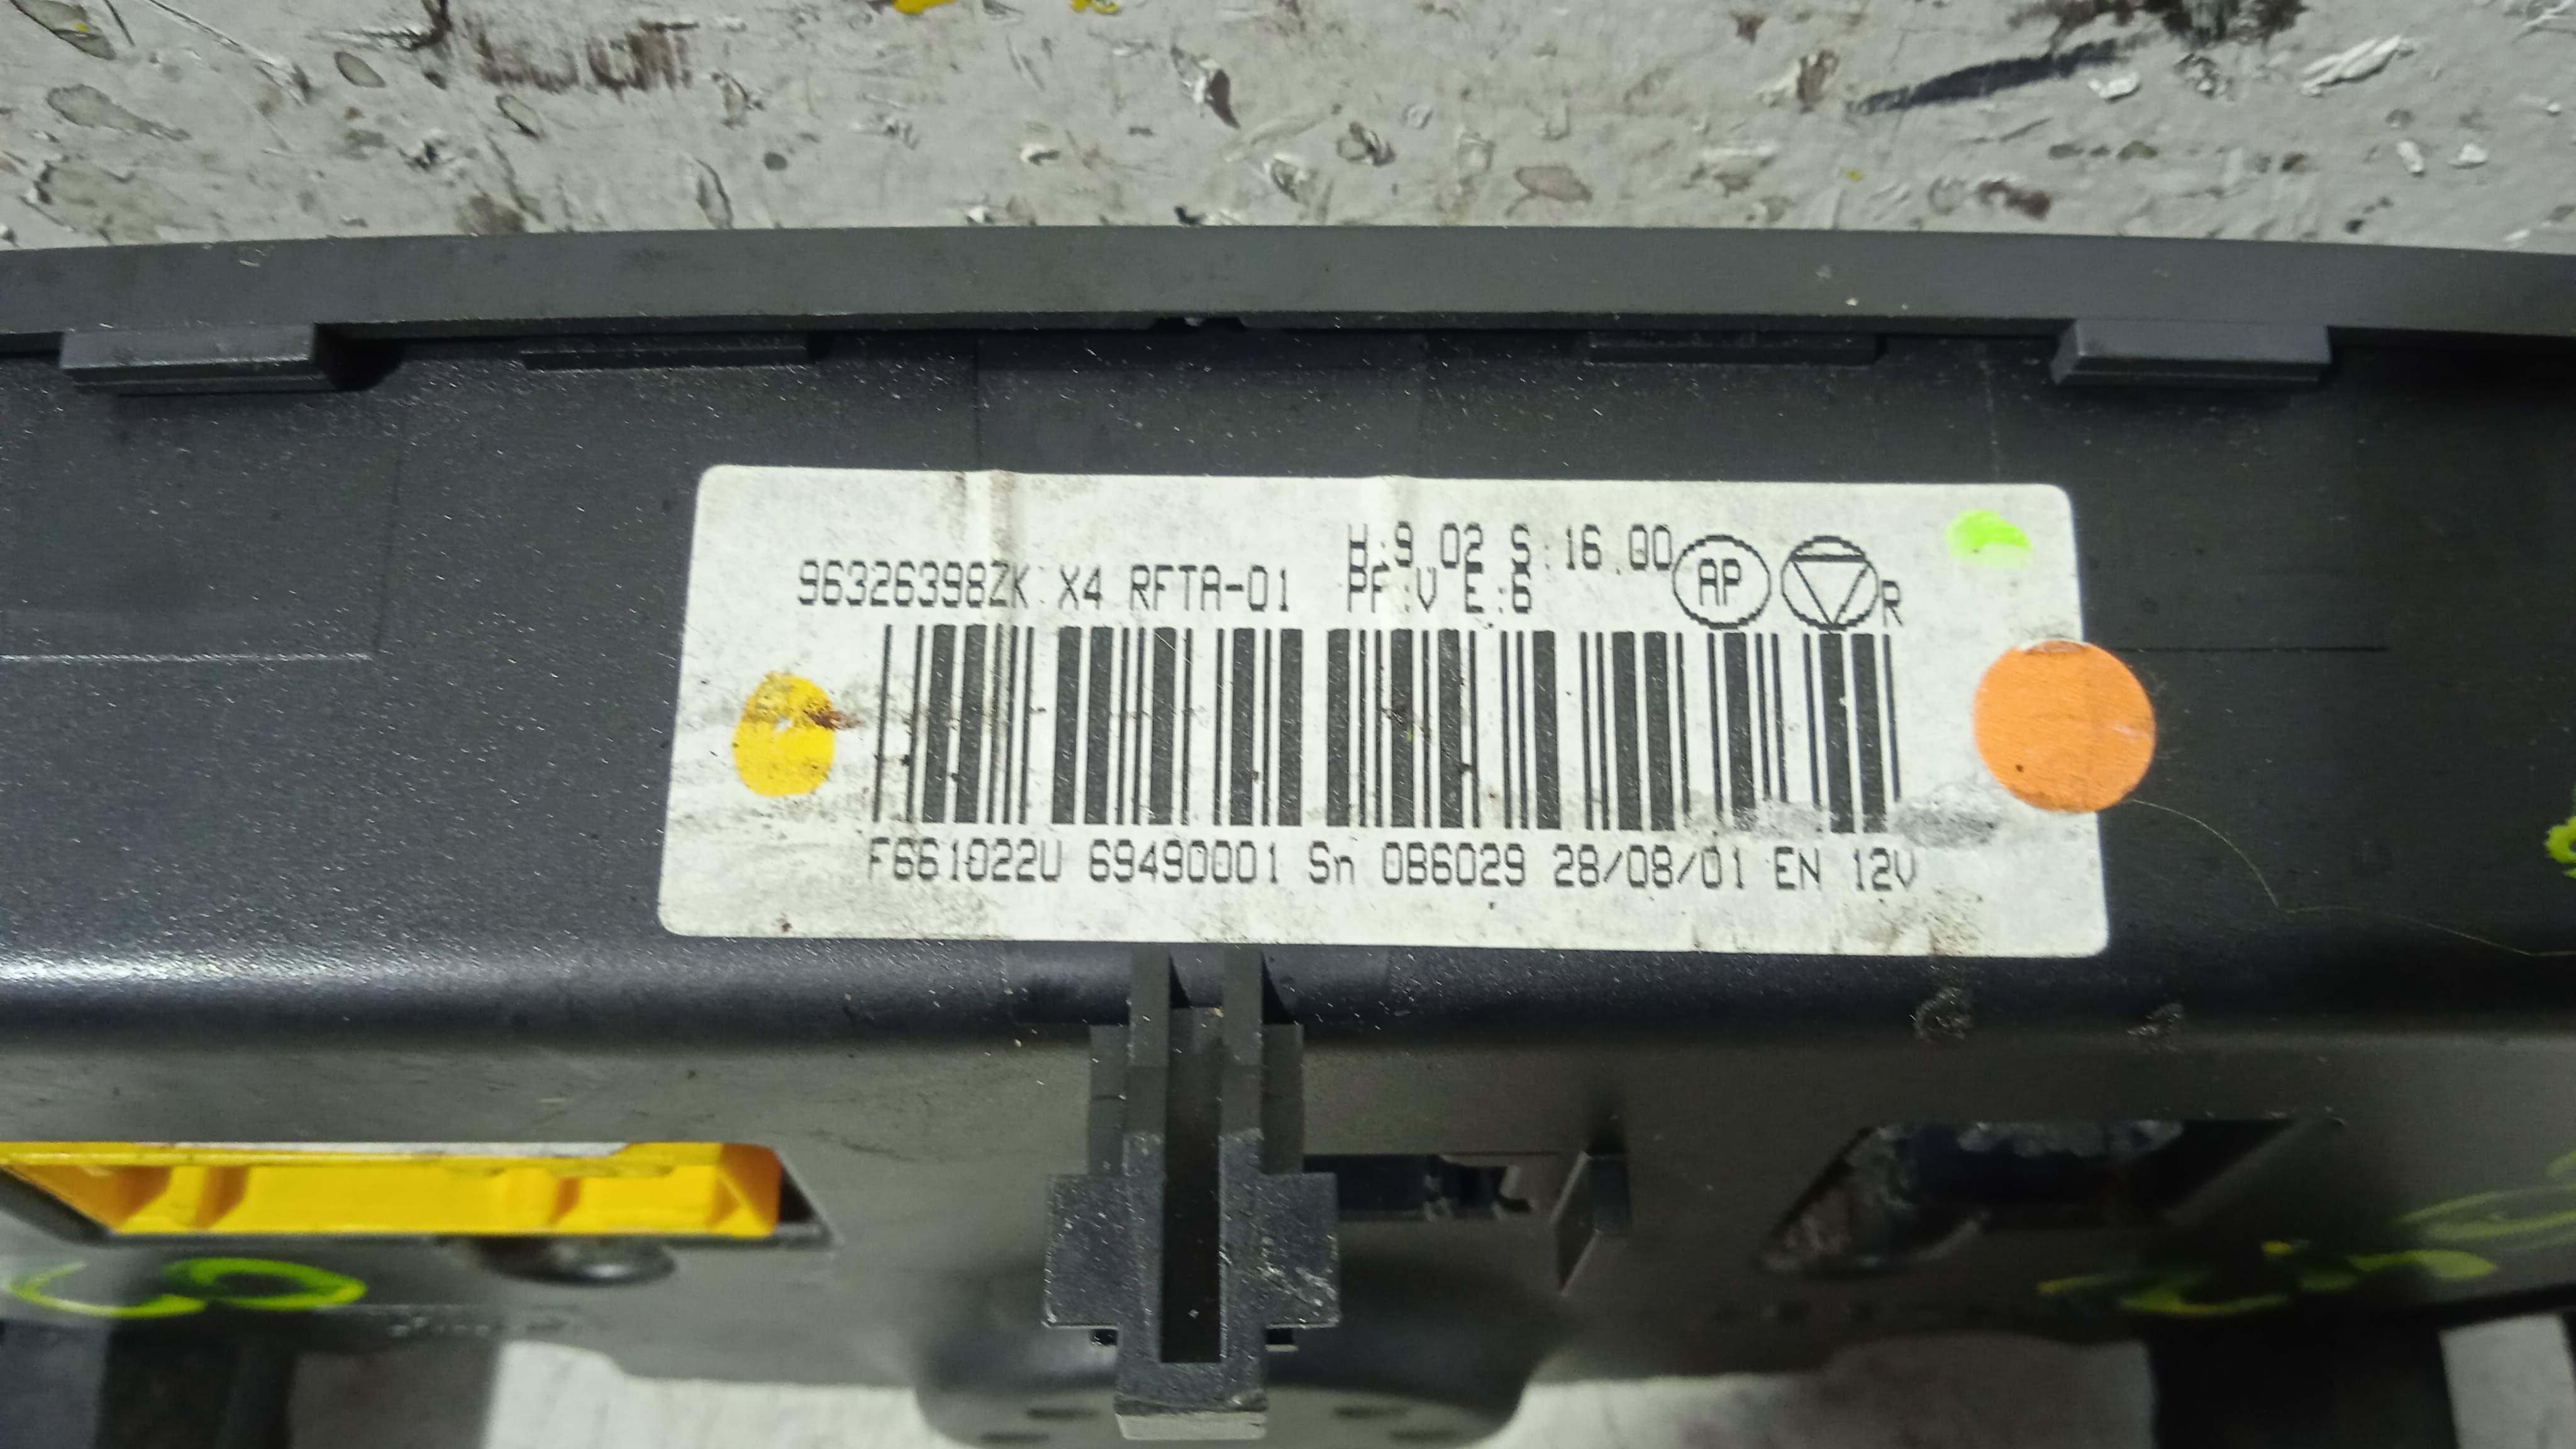 H:9.02 S:16.00
96326398ZK X4 RFTA-01 PF:V E:6 AP R
F661022U 69490001 Sn 0B6029 28/08/01 EN 12V